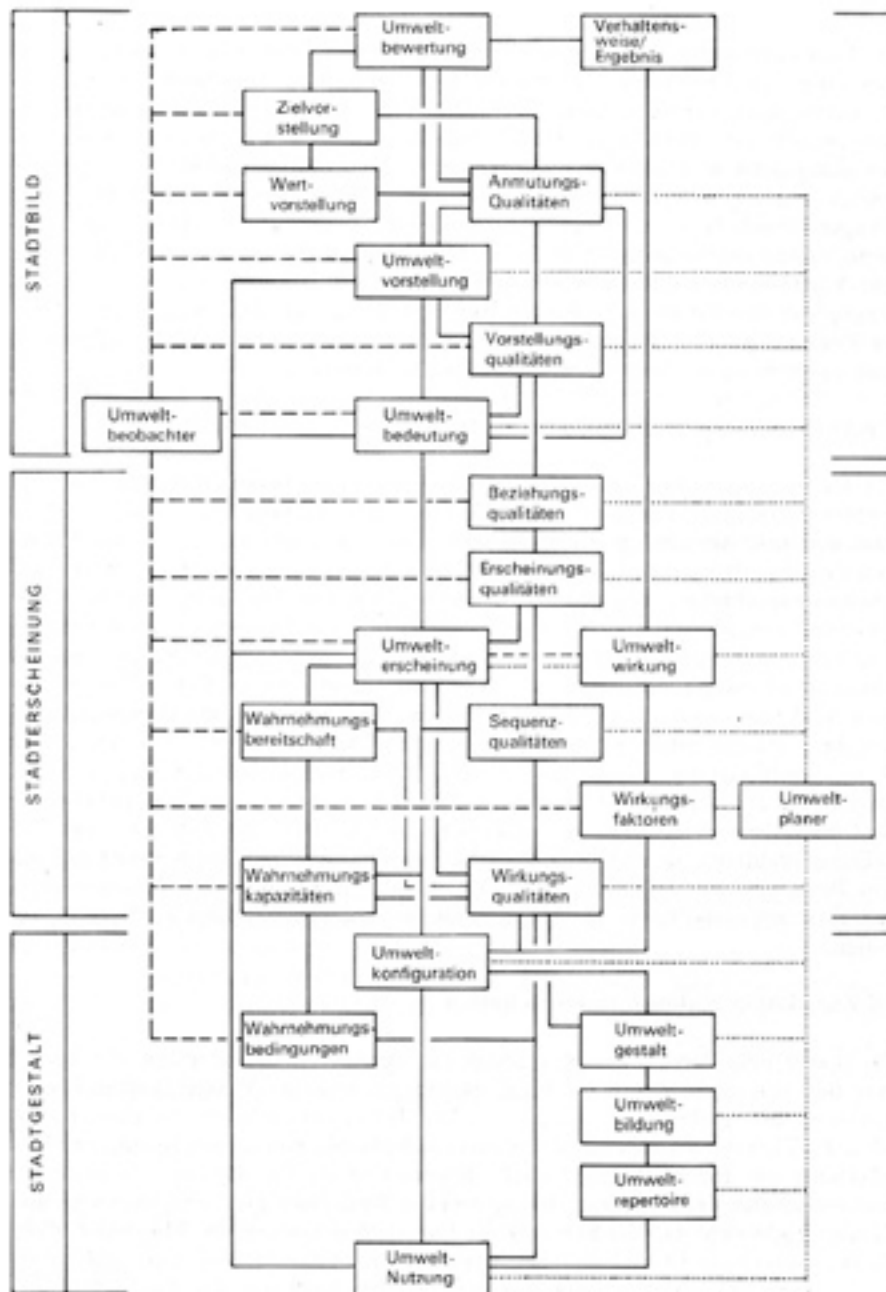 STADTBILD
Umwelt-
bewertung
Verhaltens-
weise/
Ergebnis
Zielvor-
stellung
Wert-
vorstellung
Anmutungs-
Qualitäten
Umwelt-
vorstellung
Vorstellungs-
qualitäten
Umwelt-
beobachter
Umwelt-
bedeutung
STADTERSCHEINUNG
Beziehungs-
qualitäten
Erscheinungs-
qualitäten
Umwelt-
erscheinung
Umwelt-
wirkung
Wahrnehmungs-
bereitschaft
Sequenz-
qualitäten
Wirkungs-
faktoren
Umwelt-
planer
Wahrnehmungs-
kapazitäten
Wirkungs-
qualitäten
STADTGESTALT
Umwelt-
konfiguration
Wahrnehmungs-
bedingungen
Umwelt-
gestalt
Umwelt-
bildung
Umwelt-
repertoire
Umwelt-
Nutzung